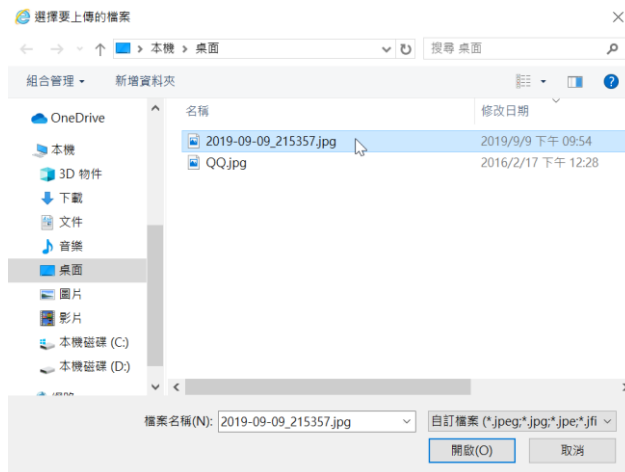 選擇要上傳的檔案
本機 › 桌面
搜尋 桌面
組合管理 新增資料夾
名稱 修改日期
OneDrive
本機
3D 物件
下載
文件
音樂
桌面
圖片
影片
本機磁碟 (C:)
本機磁碟 (D:)
2019-09-09_215357.jpg 2019/9/9 下午 09:54
QQ.jpg 2016/2/17 下午 12:28
檔案名稱(N): 2019-09-09_215357.jpg
自訂檔案 (*.jpeg;*.jpg;*.jpe;*.jfi
開啟(O) 取消